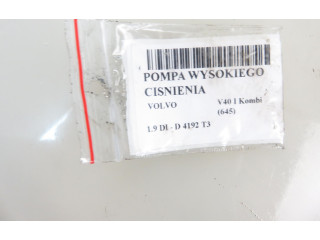 POMPA WYSOKIEGO
CISNIENIA
VOLVO V40 I Kombi
(645)
1.9 DI - D 4192 T3